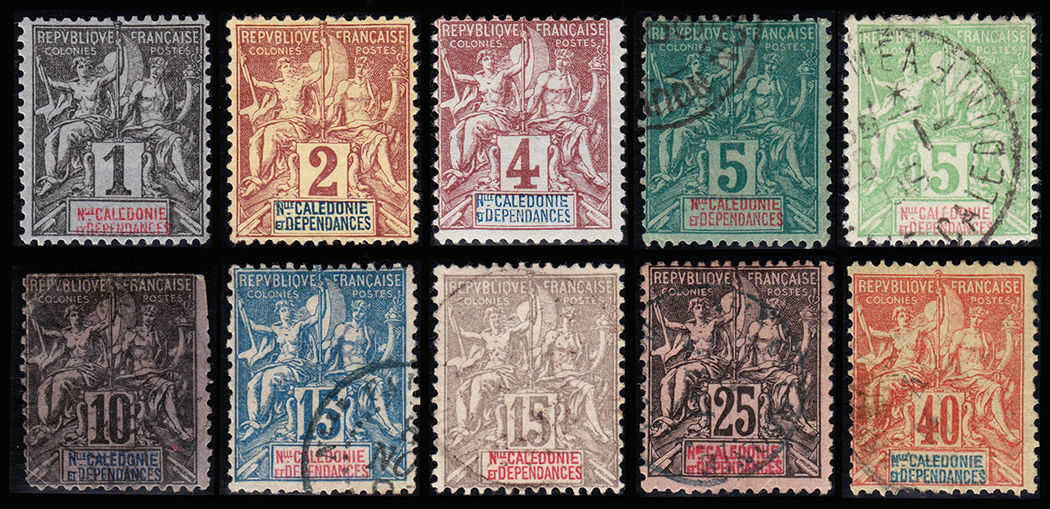 REPVBLIQVE FRANÇAISE
COLONIES POSTES
1
Nlle CALEDONIE
ET DEPENDANCES
REPVBLIQVE FRANÇAISE
COLONIES POSTES
2
Nlle CALEDONIE
ET DEPENDANCES
REPVBLIQVE FRANÇAISE
COLONIES POSTES
4
Nlle CALEDONIE
ET DEPENDANCES
REPVBLIQVE FRANÇAISE
COLONIES POSTES
5
Nlle CALEDONIE
ET DEPENDANCES
REPVBLIQVE FRANÇAISE
COLONIES POSTES
5
Nlle CALEDONIE
ET DEPENDANCES
REPVBLIQVE FRANÇAISE
COLONIES POSTES
10
Nlle CALEDONIE
ET DEPENDANCES
REPVBLIQVE FRANÇAISE
COLONIES POSTES
15
Nlle CALEDONIE
ET DEPENDANCES
REPVBLIQVE FRANÇAISE
COLONIES POSTES
15
Nlle CALEDONIE
ET DEPENDANCES
REPVBLIQVE FRANÇAISE
COLONIES POSTES
25
Nlle CALEDONIE
ET DEPENDANCES
REPVBLIQVE FRANÇAISE
COLONIES POSTES
40
Nlle CALEDONIE
ET DEPENDANCES